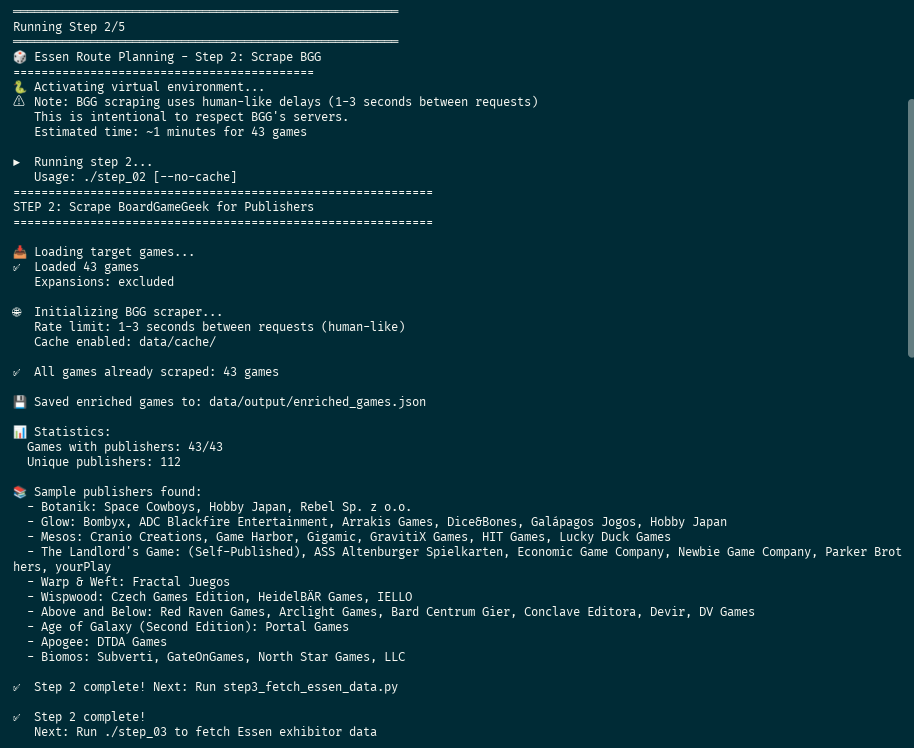 ═══════════════════════════════════════════════════════
Running Step 2/5
═══════════════════════════════════════════════════════
🎲 Essen Route Planning - Step 2: Scrape BGG
===========================================
🐍 Activating virtual environment...
⚠ Note: BGG scraping uses human-like delays (1-3 seconds between requests)
This is intentional to respect BGG's servers.
Estimated time: ~1 minutes for 43 games
▶ Running step 2...
Usage: ./step_02 [--no-cache]
============================================================
STEP 2: Scrape BoardGameGeek for Publishers
============================================================
📥 Loading target games...
✓ Loaded 43 games
Expansions: excluded
🌐 Initializing BGG scraper...
Rate limit: 1-3 seconds between requests (human-like)
Cache enabled: data/cache/
✓ All games already scraped: 43 games
💾 Saved enriched games to: data/output/enriched_games.json
📊 Statistics:
Games with publishers: 43/43
Unique publishers: 112
📚 Sample publishers found:
- Botanik: Space Cowboys, Hobby Japan, Rebel Sp. z o.o.
- Glow: Bombyx, ADC Blackfire Entertainment, Arrakis Games, Dice&Bones, Galápagos Jogos, Hobby Japan
- Mesos: Cranio Creations, Game Harbor, Gigamic, GravitiX Games, HIT Games, Lucky Duck Games
- The Landlord's Game: (Self-Published), ASS Altenburger Spielkarten, Economic Game Company, Newbie Game Company, Parker Brot
hers, yourPlay
- Warp & Weft: Fractal Juegos
- Wispwood: Czech Games Edition, HeidelBÄR Games, IELLO
- Above and Below: Red Raven Games, Arclight Games, Bard Centrum Gier, Conclave Editora, Devir, DV Games
- Age of Galaxy (Second Edition): Portal Games
- Apogee: DTDA Games
- Biomos: Subverti, GateOnGames, North Star Games, LLC
✓ Step 2 complete! Next: Run step3_fetch_essen_data.py
✓ Step 2 complete!
Next: Run ./step_03 to fetch Essen exhibitor data